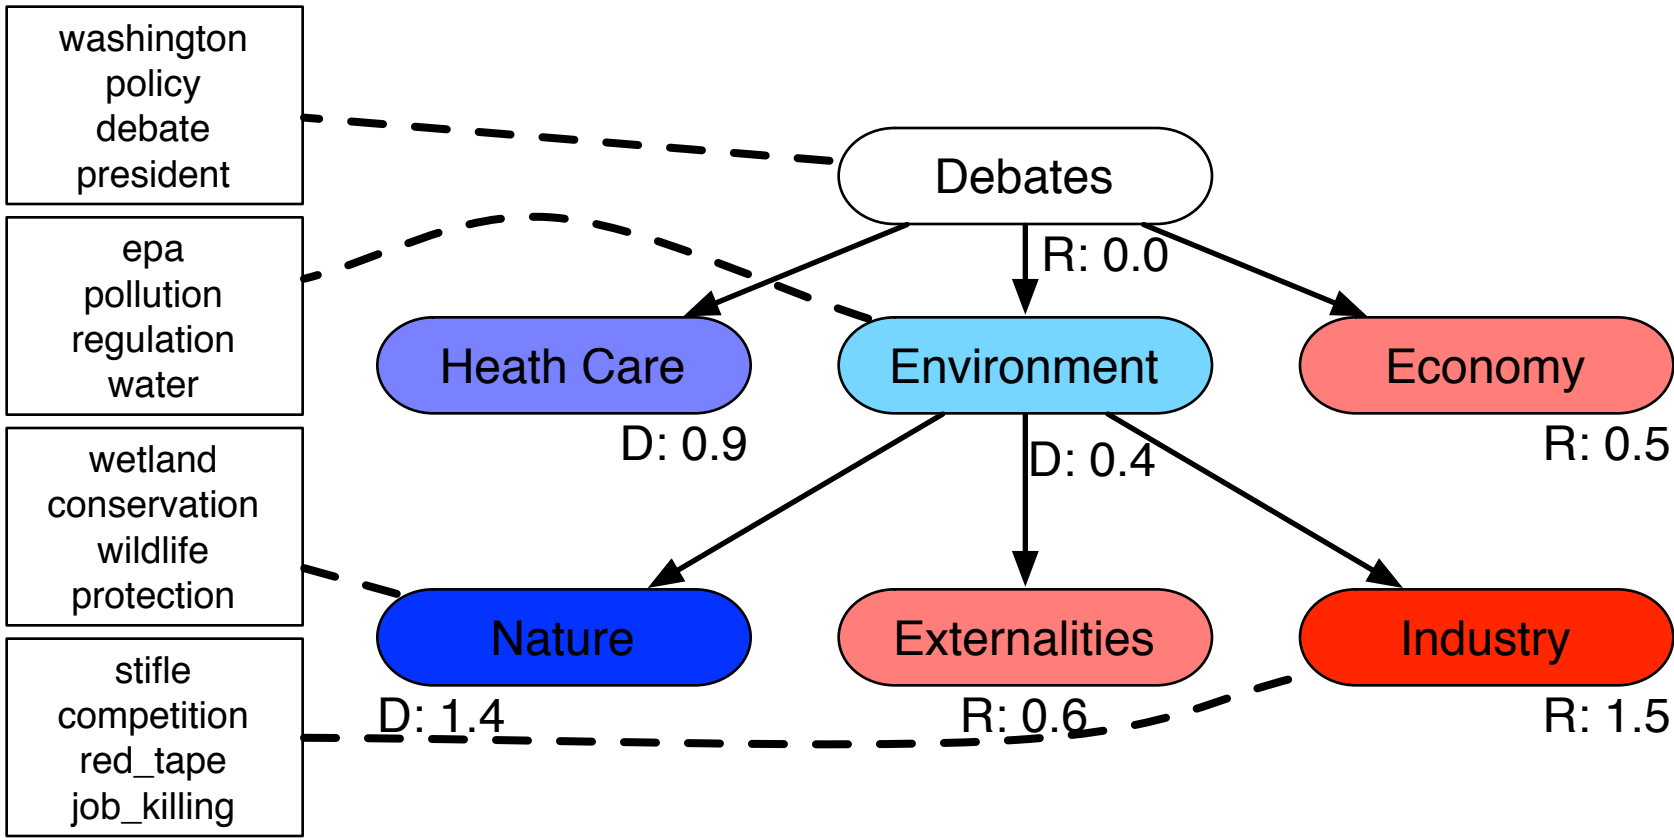 washington
policy
debate
president
epa
pollution
regulation
water
wetland
conservation
wildlife
protection
stifle
competition
red_tape
job_killing
Debates
R: 0.0
Heath Care
Environment
Economy
D: 0.9
D: 0.4
R: 0.5
Nature
Externalities
Industry
D: 1.4
R: 0.6
R: 1.5